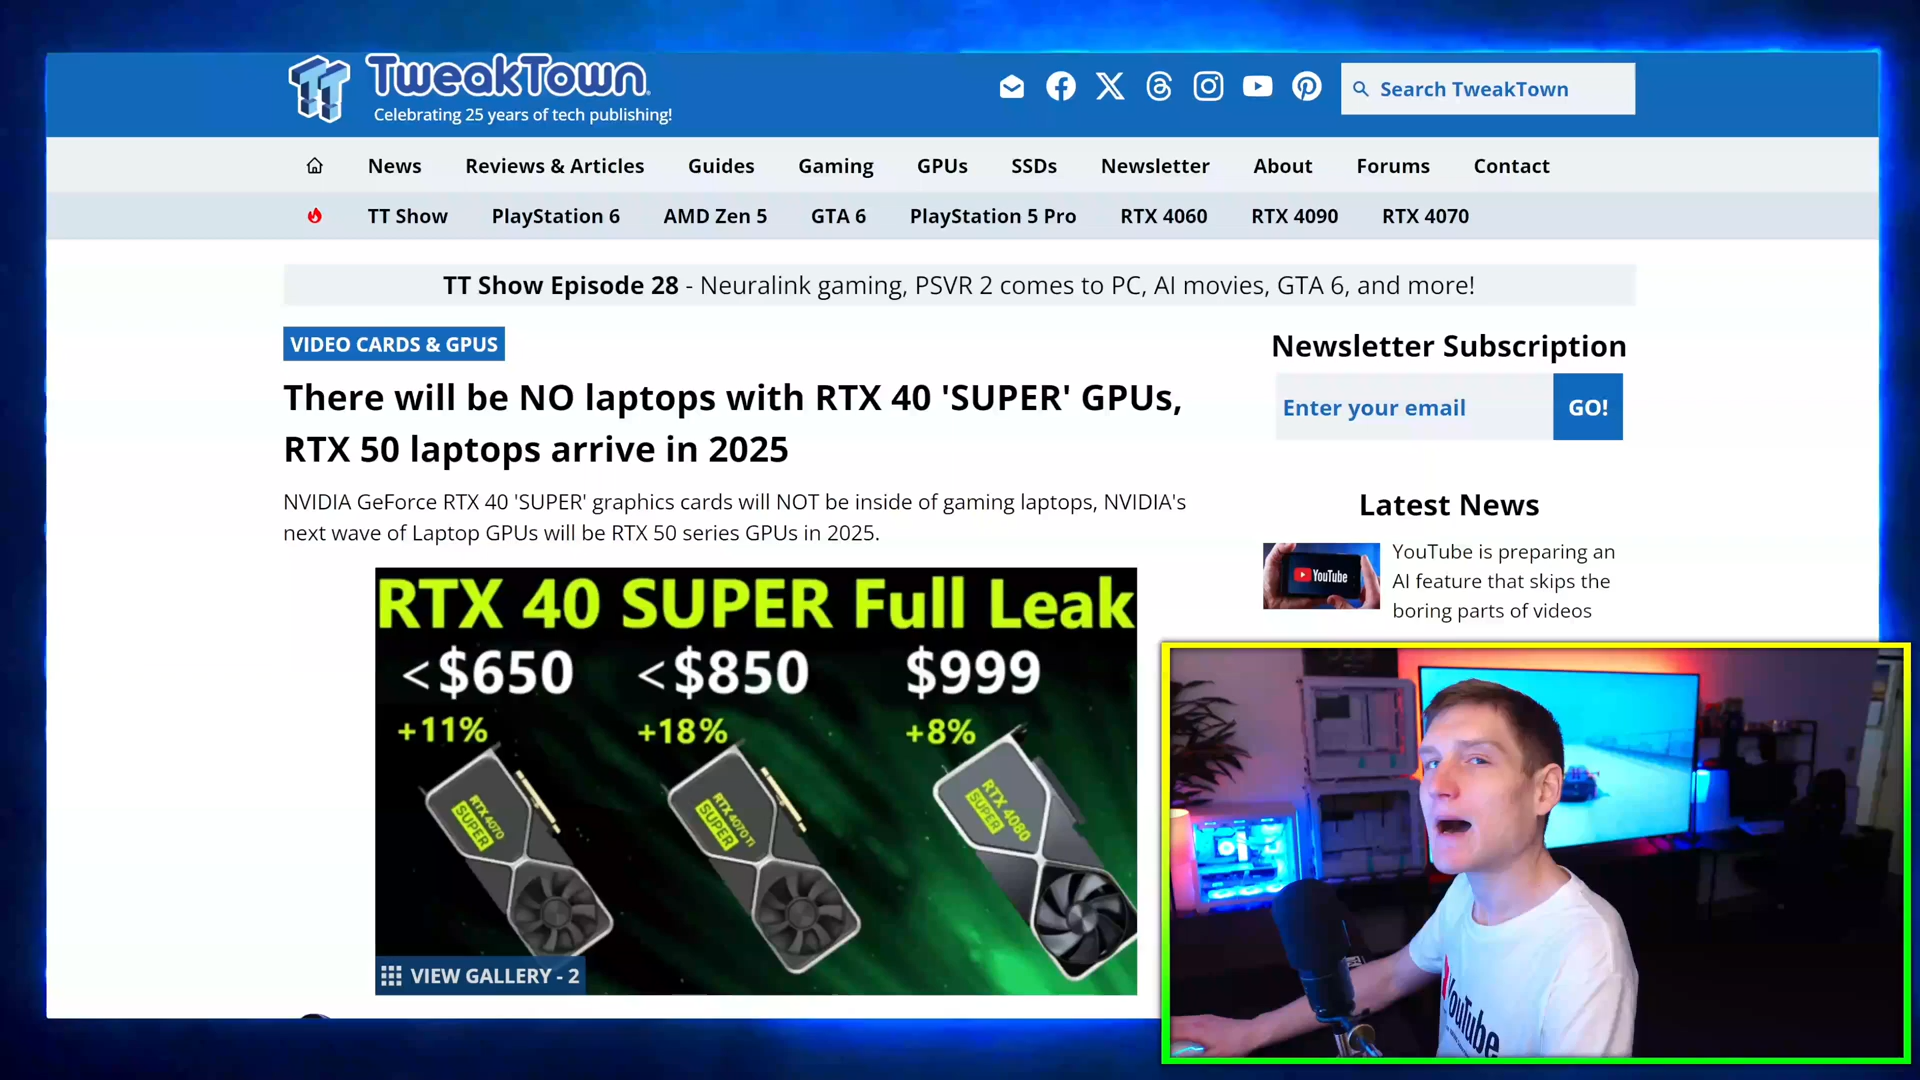 TweakTown
Celebrating 25 years of tech publishing!
Search TweakTown
News Reviews & Articles Guides Gaming GPUs SSDs Newsletter About Forums Contact
TT Show PlayStation 6 AMD Zen 5 GTA 6 PlayStation 5 Pro RTX 4060 RTX 4090 RTX 4070
TT Show Episode 28 - Neuralink gaming, PSVR 2 comes to PC, AI movies, GTA 6, and more!
VIDEO CARDS & GPUS
There will be NO laptops with RTX 40 'SUPER' GPUs,
RTX 50 laptops arrive in 2025
NVIDIA GeForce RTX 40 'SUPER' graphics cards will NOT be inside of gaming laptops, NVIDIA's
next wave of Laptop GPUs will be RTX 50 series GPUs in 2025.
RTX 40 SUPER Full Leak
<$650 <$850 $999
+11% +18% +8%
RTX 4070
SUPER
RTX 4070 Ti
SUPER
RTX 4080
SUPER
VIEW GALLERY - 2
Newsletter Subscription
Enter your email GO!
Latest News
YouTube
YouTube is preparing an
AI feature that skips the
boring parts of videos
YouTube